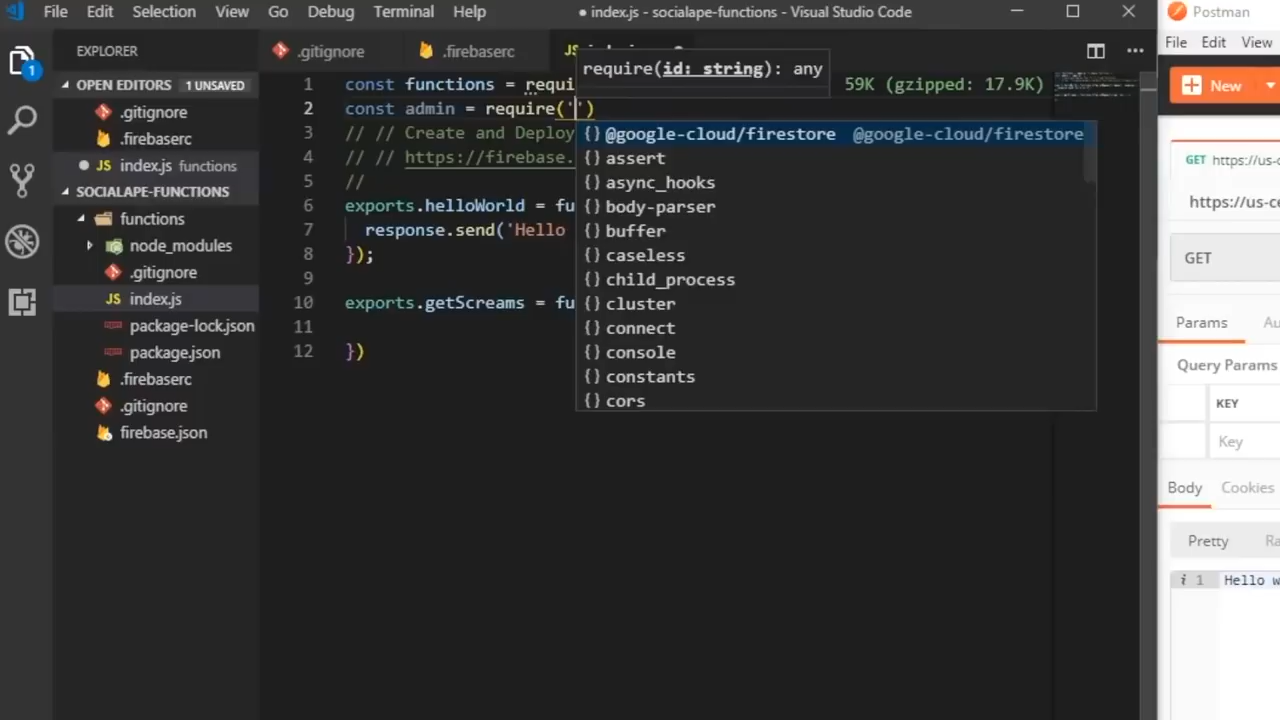 File Edit Selection View Go Debug Terminal Help
● index.js - socialape-functions - Visual Studio Code
Postman
EXPLORER
.gitignore
.firebaserc
JS
File Edit View
OPEN EDITORS 1 UNSAVED
.gitignore
.firebaserc
JS index.js functions
SOCIALAPE-FUNCTIONS
functions
node_modules
.gitignore
JS index.js
package-lock.json
package.json
.firebaserc
.gitignore
firebase.json
require(id: string): any
1 const functions = requi 59K (gzipped: 17.9K)
2 const admin = require('')
3 // // Create and Deploy
4 // // https://firebase.
5 //
6 exports.helloWorld = fu
7 response.send('Hello
8 });
9
10 exports.getScreams = fu
11
12 })
{} @google-cloud/firestore @google-cloud/firestore
{} assert
{} async_hooks
{} body-parser
{} buffer
{} caseless
{} child_process
{} cluster
{} connect
{} console
{} constants
{} cors
New
GET https://us-c
https://us-ce
GET
Params Au
Query Params
KEY
Key
Body Cookies
Pretty Ra
i 1 Hello w